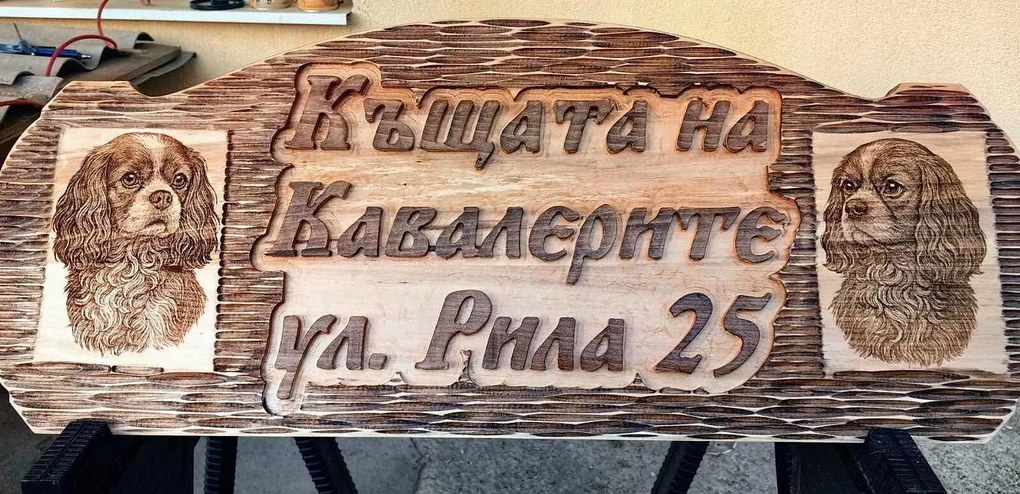 Къщата на
Кавалерите
ул. Рила 25